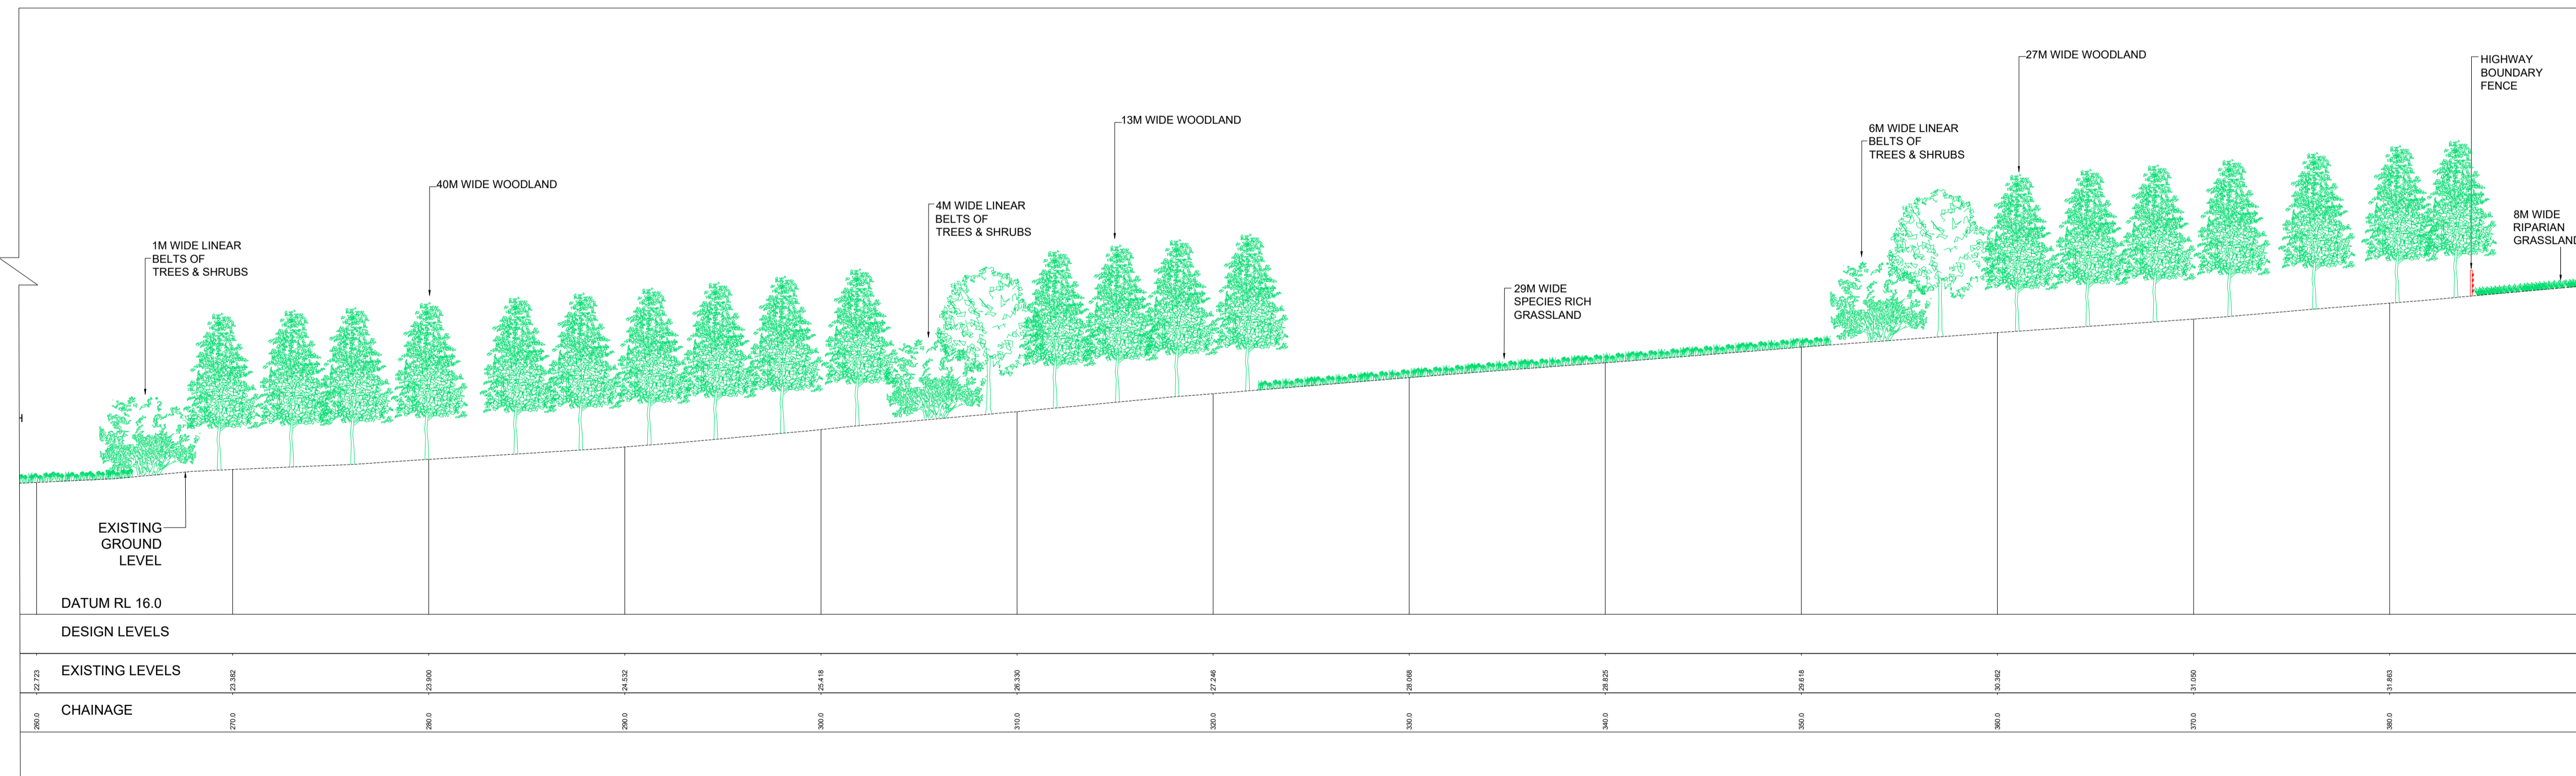 27M WIDE WOODLAND
HIGHWAY
BOUNDARY
FENCE
13M WIDE WOODLAND
6M WIDE LINEAR
BELTS OF
TREES & SHRUBS
40M WIDE WOODLAND
4M WIDE LINEAR
BELTS OF
TREES & SHRUBS
8M WIDE
RIPARIAN
GRASSLAND
1M WIDE LINEAR
BELTS OF
TREES & SHRUBS
29M WIDE
SPECIES RICH
GRASSLAND
EXISTING
GROUND
LEVEL
DATUM RL 16.0
DESIGN LEVELS
EXISTING LEVELS
22.723 23.382 23.900 24.532 25.418 26.330 27.246 28.068 28.825 29.618 30.362 31.050 31.863
CHAINAGE
260.0 270.0 280.0 290.0 300.0 310.0 320.0 330.0 340.0 350.0 360.0 370.0 380.0